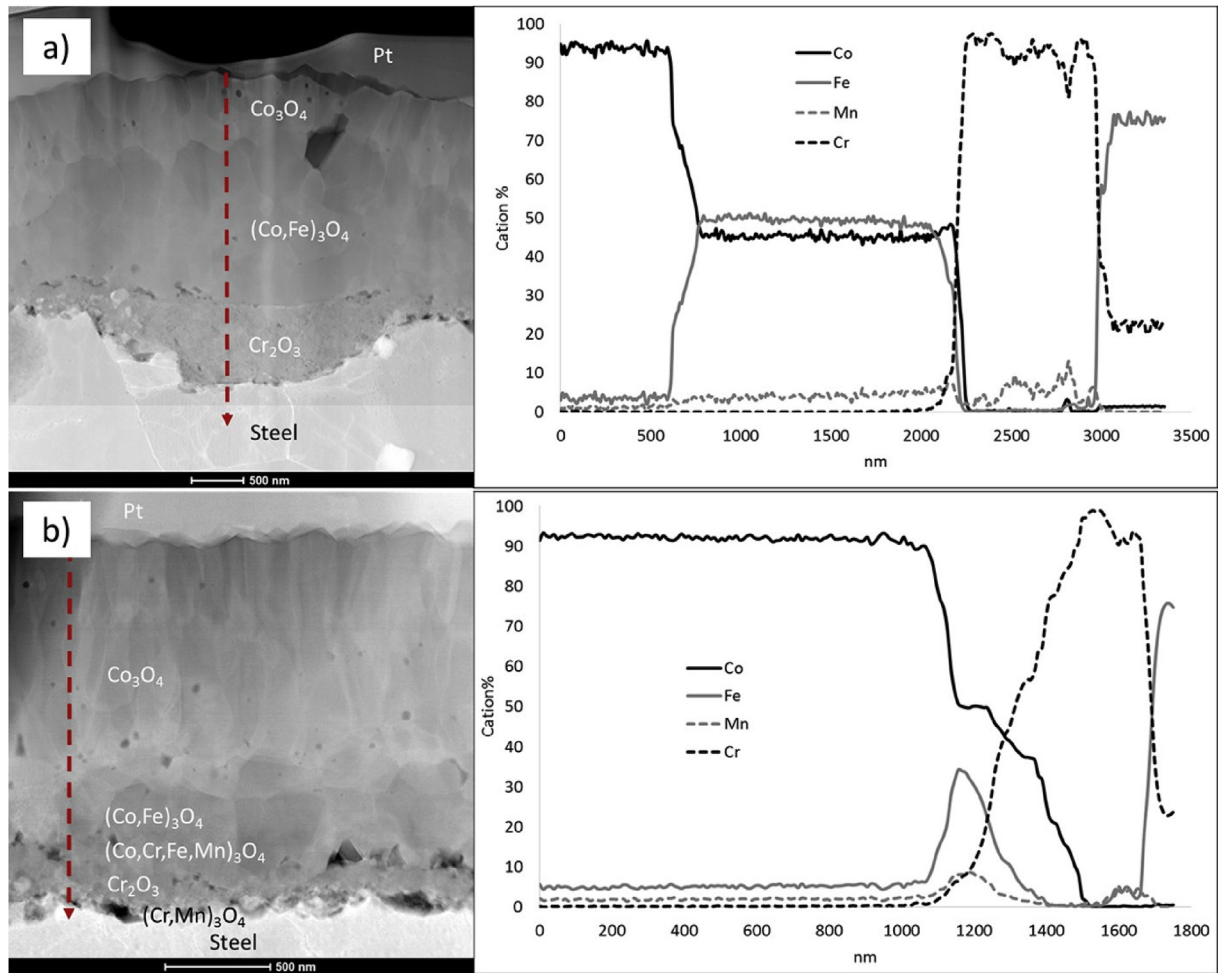 a)
Pt
Co₃O₄
(Co,Fe)₃O₄
Cr₂O₃
Steel
500 nm
100
90
80
70
60
50
40
30
20
10
0
Cation %
Co
Fe
Mn
Cr
0 500 1000 1500 2000 2500 3000 3500
nm
b)
Pt
Co₃O₄
(Co,Fe)₃O₄
(Co,Cr,Fe,Mn)₃O₄
Cr₂O₃
(Cr,Mn)₃O₄
Steel
500 nm
100
90
80
70
60
50
40
30
20
10
0
Cation%
Co
Fe
Mn
Cr
0 200 400 600 800 1000 1200 1400 1600 1800
nm